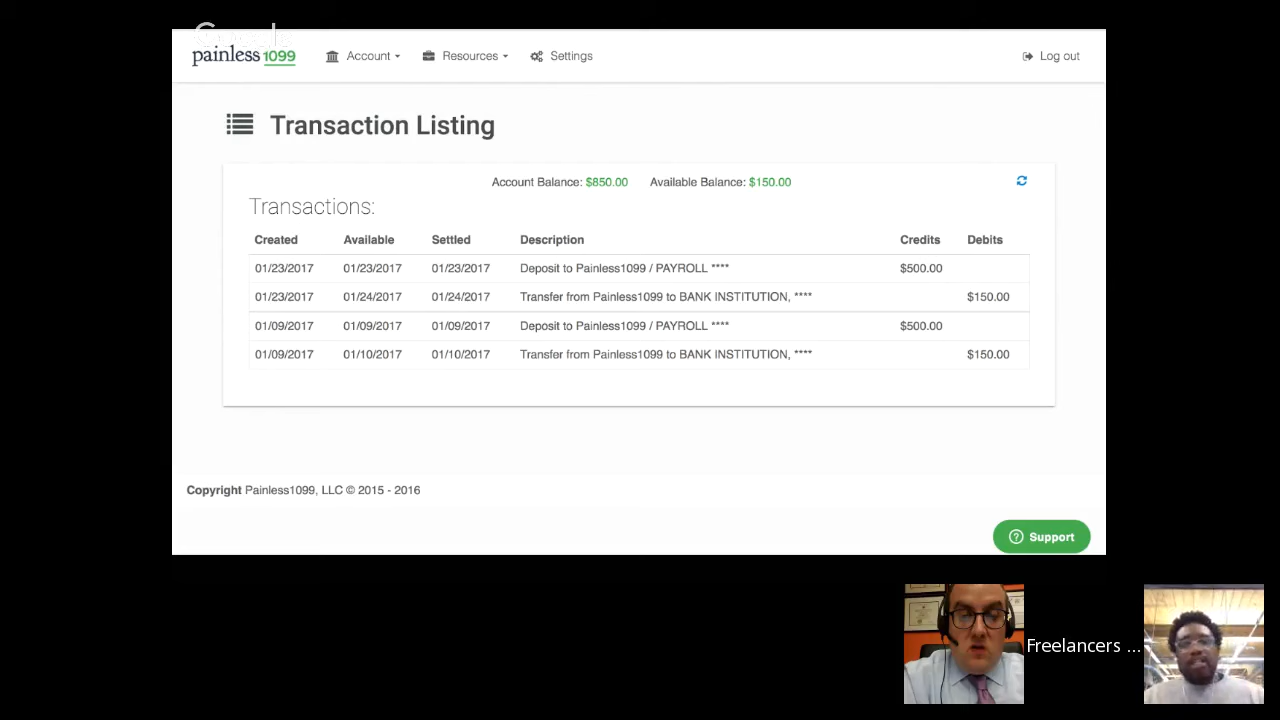 Google
painless1099 Account Resources Settings Log out
Transaction Listing
Account Balance: $850.00 Available Balance: $150.00
Transactions:
Created Available Settled Description Credits Debits
01/23/2017 01/23/2017 01/23/2017 Deposit to Painless1099 / PAYROLL **** $500.00
01/23/2017 01/24/2017 01/24/2017 Transfer from Painless1099 to BANK INSTITUTION, **** $150.00
01/09/2017 01/09/2017 01/09/2017 Deposit to Painless1099 / PAYROLL **** $500.00
01/09/2017 01/10/2017 01/10/2017 Transfer from Painless1099 to BANK INSTITUTION, **** $150.00
Copyright Painless1099, LLC © 2015 - 2016
Support
Freelancers ...